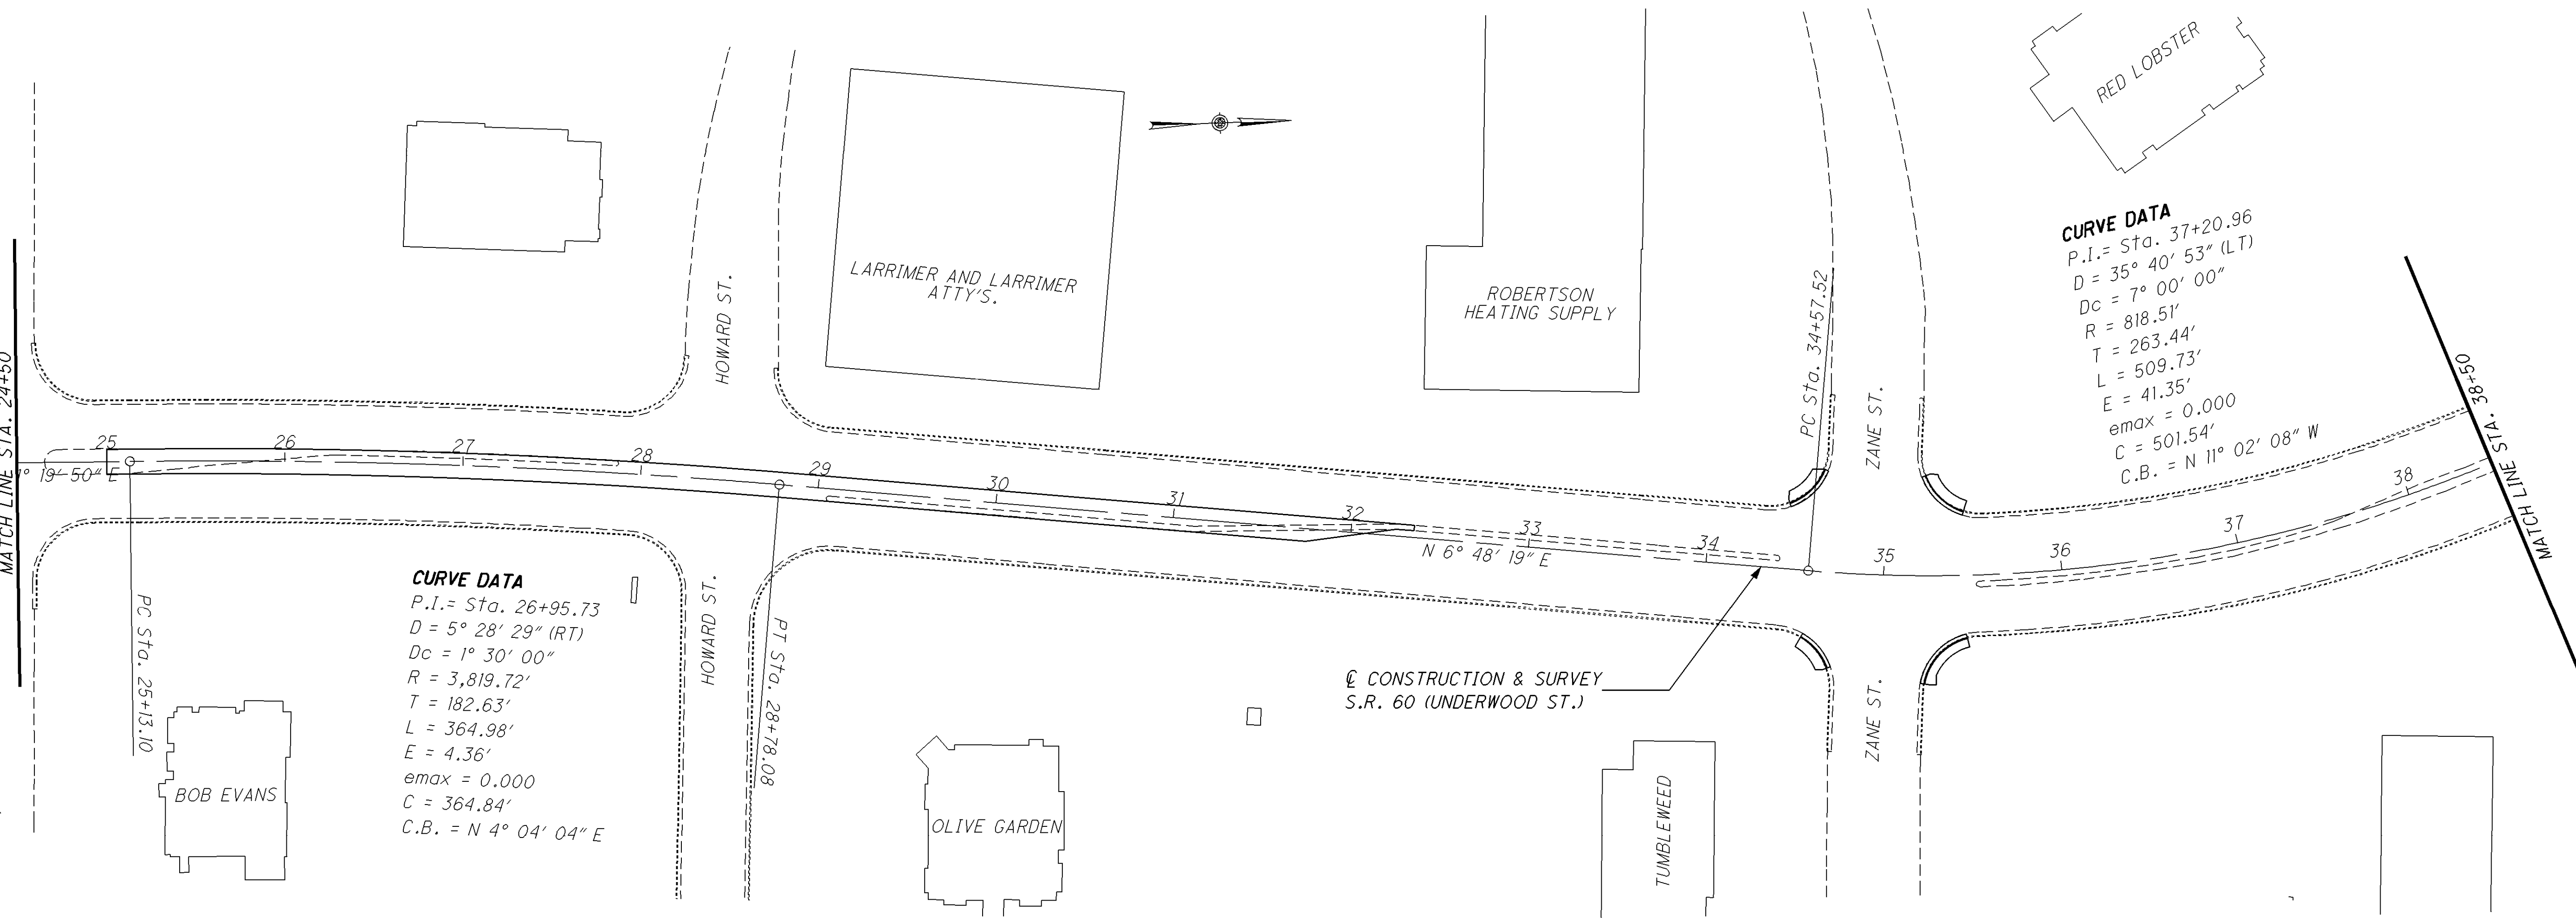 MATCH LINE STA. 24+50
1° 19' 50" E
25
26
27
28
29
30
31
32
33
34
35
36
37
38
HOWARD ST.
LARRIMER AND LARRIMER
ATTY'S.
ROBERTSON
HEATING SUPPLY
PC Sta. 34+57.52
ZANE ST.
RED LOBSTER
CURVE DATA
P.I.= Sta. 37+20.96
D = 35° 40' 53" (LT)
Dc = 7° 00' 00"
R = 818.51'
T = 263.44'
L = 509.73'
E = 41.35'
emax = 0.000
C = 501.54'
C.B. = N 11° 02' 08" W
MATCH LINE STA. 38+50
N 6° 48' 19" E
PC Sta. 25+13.10
BOB EVANS
CURVE DATA
P.I.= Sta. 26+95.73
D = 5° 28' 29" (RT)
Dc = 1° 30' 00"
R = 3,819.72'
T = 182.63'
L = 364.98'
E = 4.36'
emax = 0.000
C = 364.84'
C.B. = N 4° 04' 04" E
HOWARD ST.
PT Sta. 28+78.08
OLIVE GARDEN
℄ CONSTRUCTION & SURVEY
S.R. 60 (UNDERWOOD ST.)
TUMBLEWEED
ZANE ST.